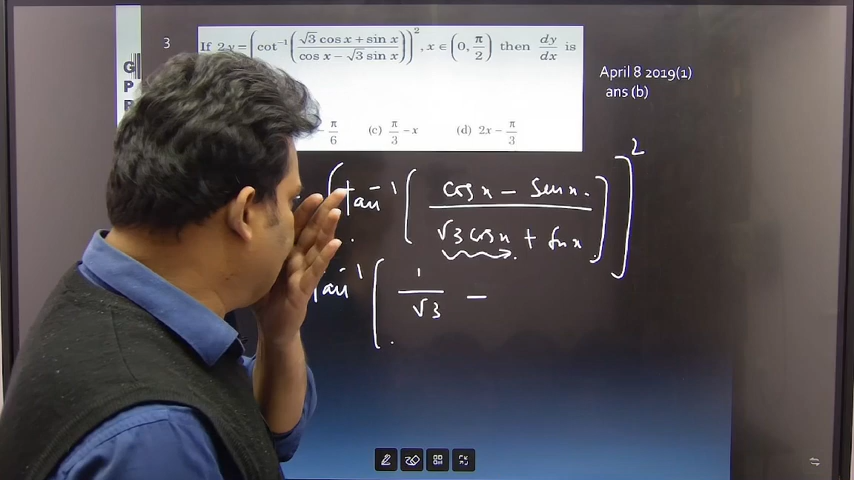 3
If 2y = ( cot⁻¹ ( (√3 cos x + sin x) / (cos x − √3 sin x) ) )², x ∈ (0, π/2) then dy/dx is
G
P
April 8 2019(1)
ans (b)
− π/6 (c) π/3 − x (d) 2x − π/3
( tan⁻¹ ( (cos x − sin x) / (√3 cos x + sin x) ) ]²
tan⁻¹ [ 1/√3 −